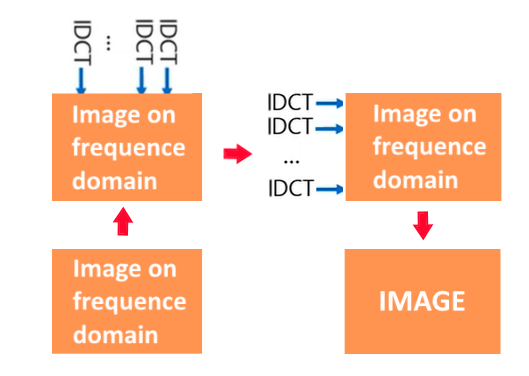 IDCT ... IDCT IDCT
Image on
frequence
domain
IDCT
IDCT
...
IDCT
Image on
frequence
domain
Image on
frequence
domain
IMAGE